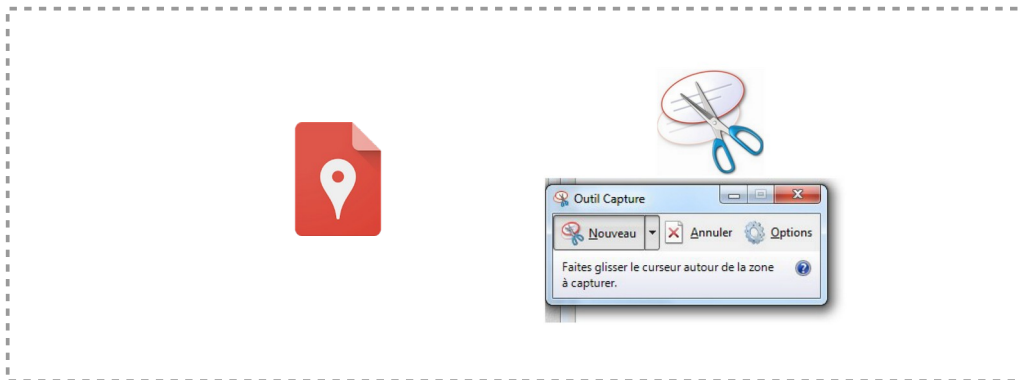 Outil Capture
Nouveau Annuler Options
Faites glisser le curseur autour de la zone
à capturer.